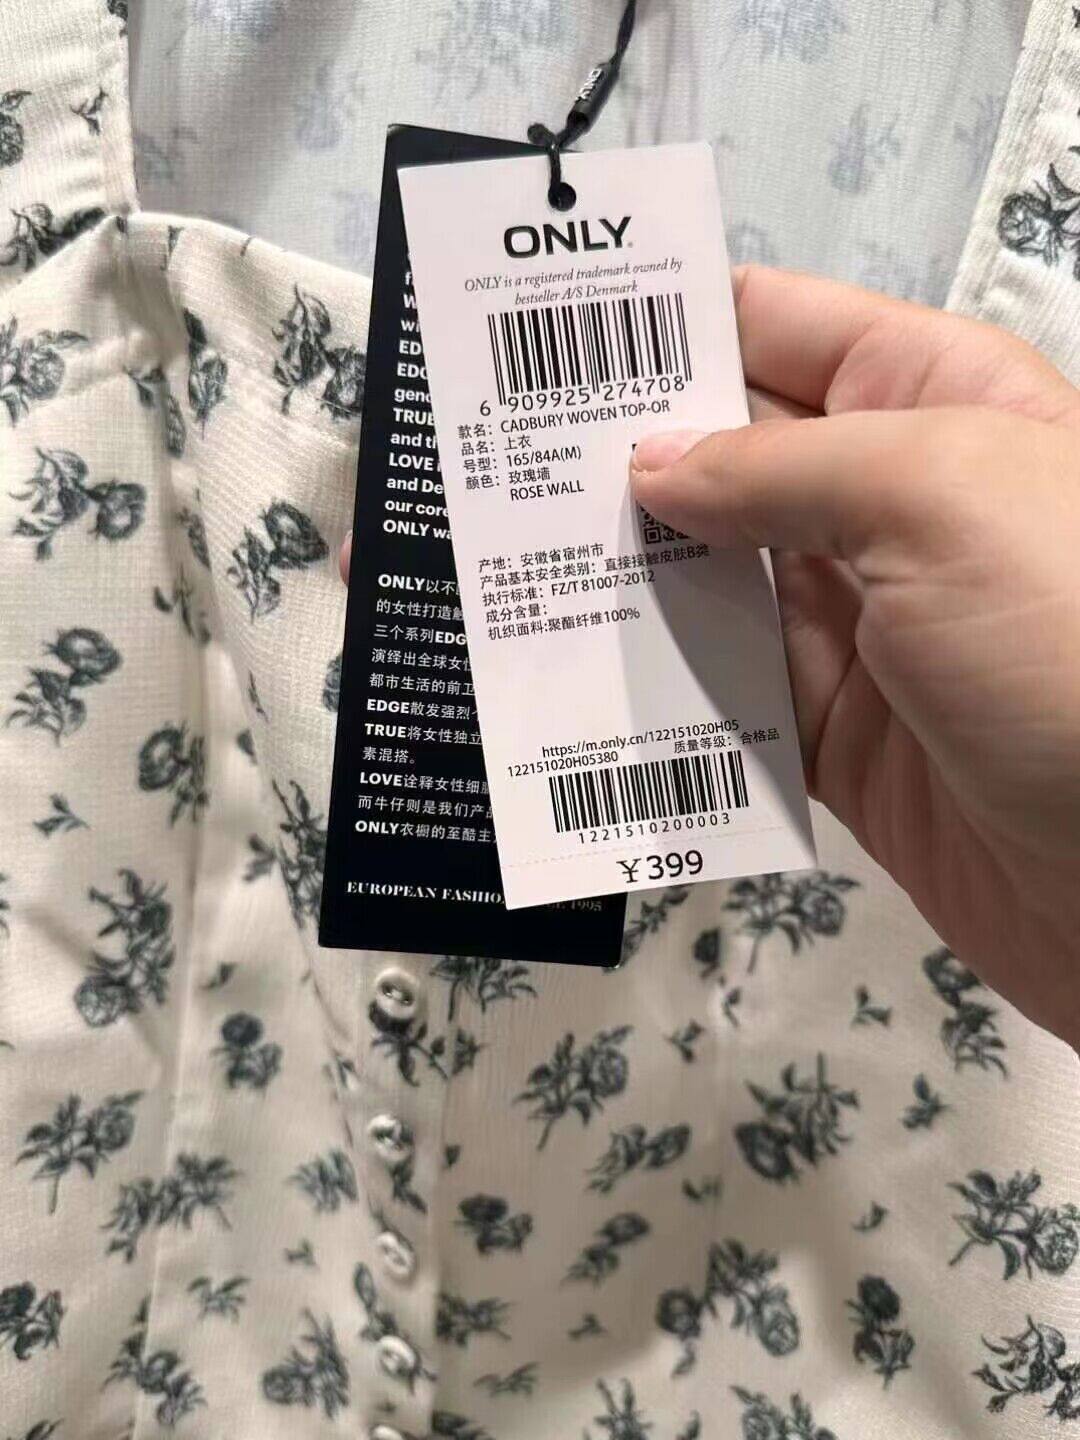 ONLY
ONLY
ONLY is a registered trademark owned by
bestseller A/S Denmark
6 909925 274708
款名: CADBURY WOVEN TOP-OR
品名: 上衣
号型: 165/84A(M)
颜色: 玫瑰墙
ROSE WALL
产地: 安徽省宿州市
产品基本安全类别: 直接接触皮肤B类
执行标准: FZ/T 81007-2012
成分含量:
机织面料:聚酯纤维100%
https://m.only.cn/122151020H05
122151020H05380
质量等级: 合格品
1221510200003
¥399
TRUE
and
LOVE
and
our
ONLY
ONLY以不
的女性打造
三个系列EDG
演绎出全球女
都市生活的前卫
EDGE散发强烈
TRUE将女性独立
素混搭。
LOVE诠释女性细
而牛仔则是我们产
ONLY衣橱的至酷主
EUROPEAN FASHION
1995